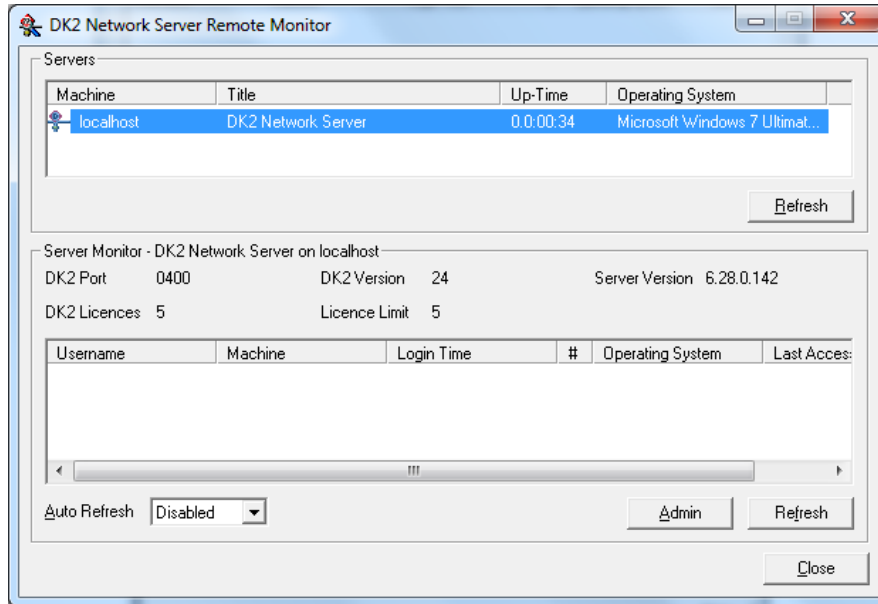 DK2 Network Server Remote Monitor
Servers
Machine Title Up-Time Operating System
localhost DK2 Network Server 0.0:00:34 Microsoft Windows 7 Ultimat...
Refresh
Server Monitor - DK2 Network Server on localhost
DK2 Port 0400 DK2 Version 24 Server Version 6.28.0.142
DK2 Licences 5 Licence Limit 5
Username Machine Login Time # Operating System Last Acces:
Auto Refresh Disabled Admin Refresh
Close